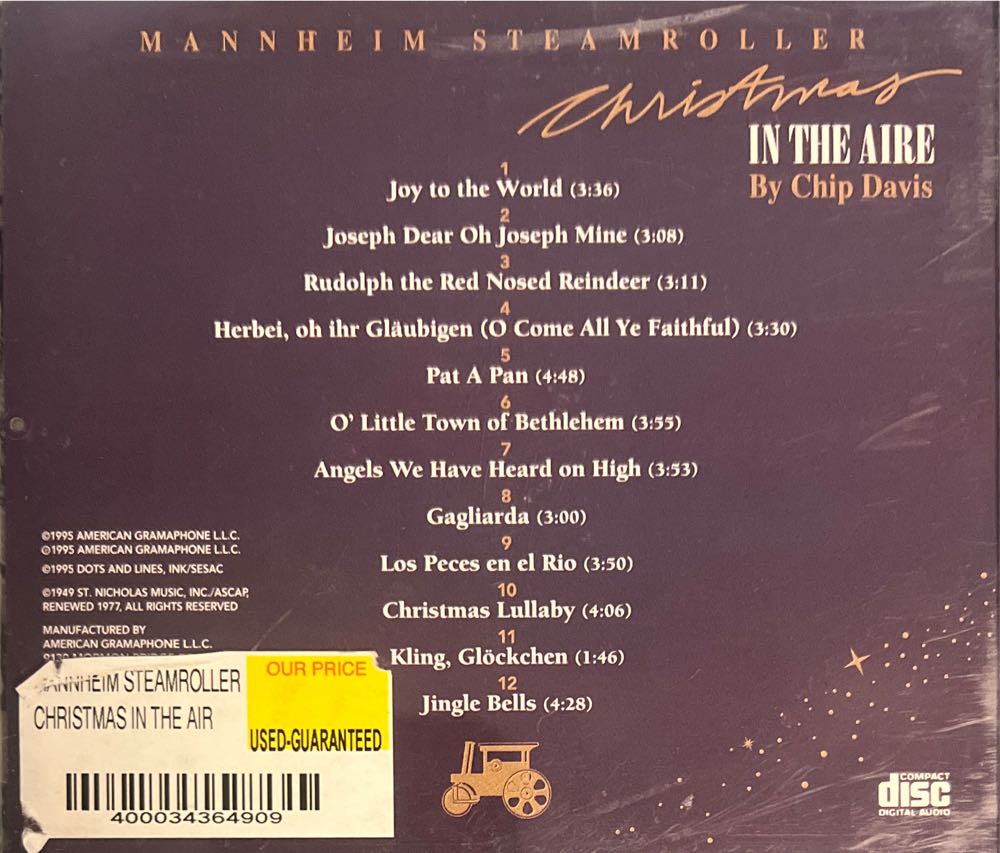 MANNHEIM STEAMROLLER
Christmas
IN THE AIRE
By Chip Davis
1
Joy to the World (3:36)
2
Joseph Dear Oh Joseph Mine (3:08)
3
Rudolph the Red Nosed Reindeer (3:11)
4
Herbei, oh ihr Gläubigen (O Come All Ye Faithful) (3:30)
5
Pat A Pan (4:48)
6
O' Little Town of Bethlehem (3:55)
7
Angels We Have Heard on High (3:53)
8
Gagliarda (3:00)
9
Los Peces en el Rio (3:50)
10
Christmas Lullaby (4:06)
11
Kling, Glöckchen (1:46)
12
Jingle Bells (4:28)
©1995 AMERICAN GRAMAPHONE L.L.C.
℗1995 AMERICAN GRAMAPHONE L.L.C.
©1995 DOTS AND LINES, INK/SESAC
©1949 ST. NICHOLAS MUSIC, INC./ASCAP,
RENEWED 1977, ALL RIGHTS RESERVED
MANUFACTURED BY
AMERICAN GRAMAPHONE L.L.C.
MANNHEIM STEAMROLLER
CHRISTMAS IN THE AIR
OUR PRICE
USED-GUARANTEED
400034364909
COMPACT
disc
DIGITAL AUDIO